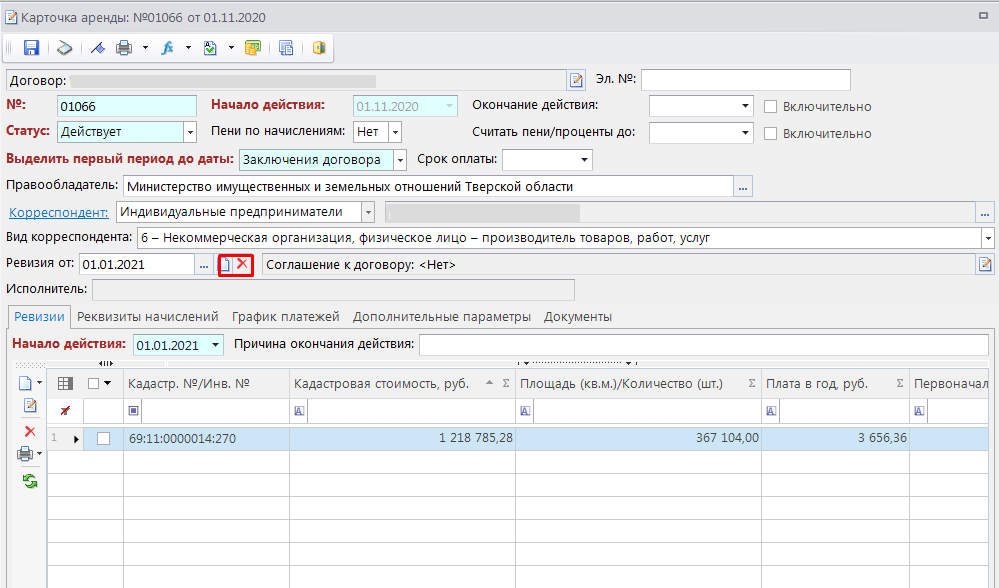 Карточка аренды: №01066 от 01.11.2020
Договор: Эл. №:
№: 01066 Начало действия: 01.11.2020 Окончание действия: Включительно
Статус: Действует Пени по начислениям: Нет Считать пени/проценты до: Включительно
Выделить первый период до даты: Заключения договора Срок оплаты:
Правообладатель: Министерство имущественных и земельных отношений Тверской области ...
Корреспондент: Индивидуальные предприниматели ...
Вид корреспондента: 6 – Некоммерческая организация, физическое лицо – производитель товаров, работ, услуг
Ревизия от: 01.01.2021 ... Соглашение к договору: <Нет>
Исполнитель:
Ревизии Реквизиты начислений График платежей Дополнительные параметры Документы
Начало действия: 01.01.2021 Причина окончания действия:
Кадастр. №/Инв. № Кадастровая стоимость, руб. Σ Площадь (кв.м.)/Количество (шт.) Σ Плата в год, руб. Σ Первоначал
1 69:11:0000014:270 1 218 785,28 367 104,00 3 656,36